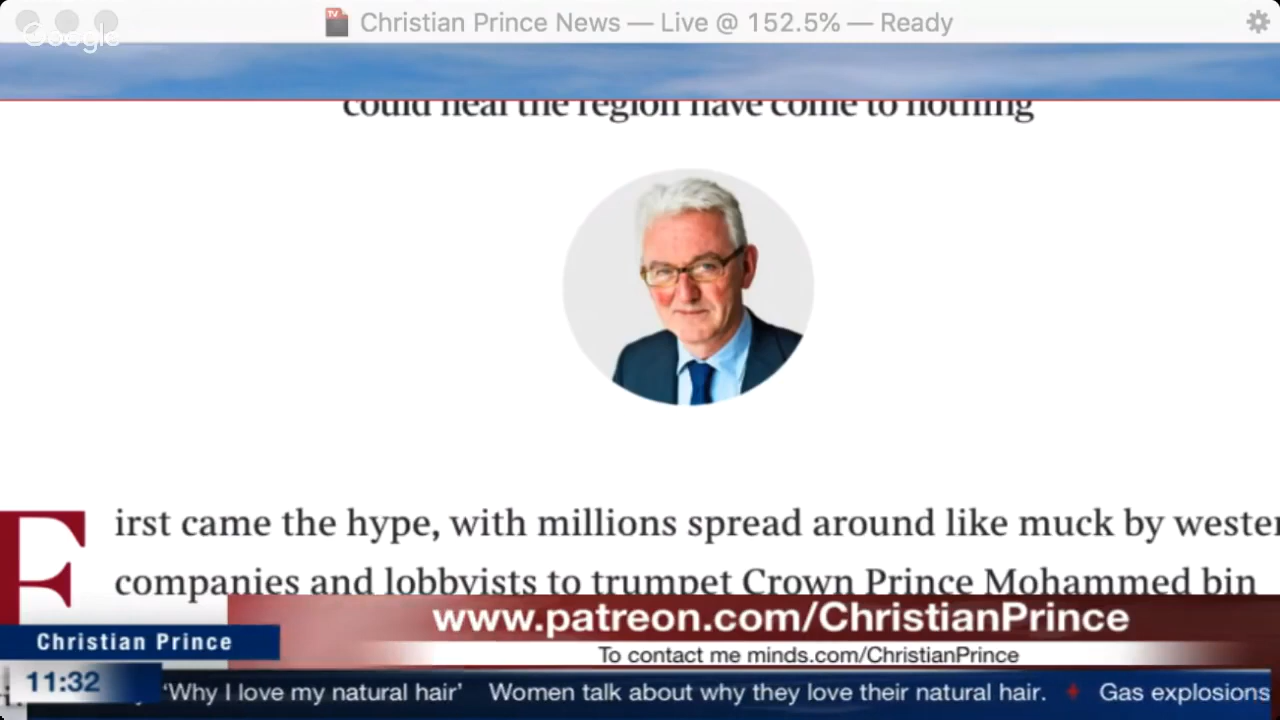 Christian Prince News — Live @ 152.5% — Ready
Google
could heal the region have come to nothing
First came the hype, with millions spread around like muck by wester
companies and lobbyists to trumpet Crown Prince Mohammed bin
www.patreon.com/ChristianPrince
Christian Prince
To contact me minds.com/ChristianPrince
11:32
'Why I love my natural hair' Women talk about why they love their natural hair. Gas explosions